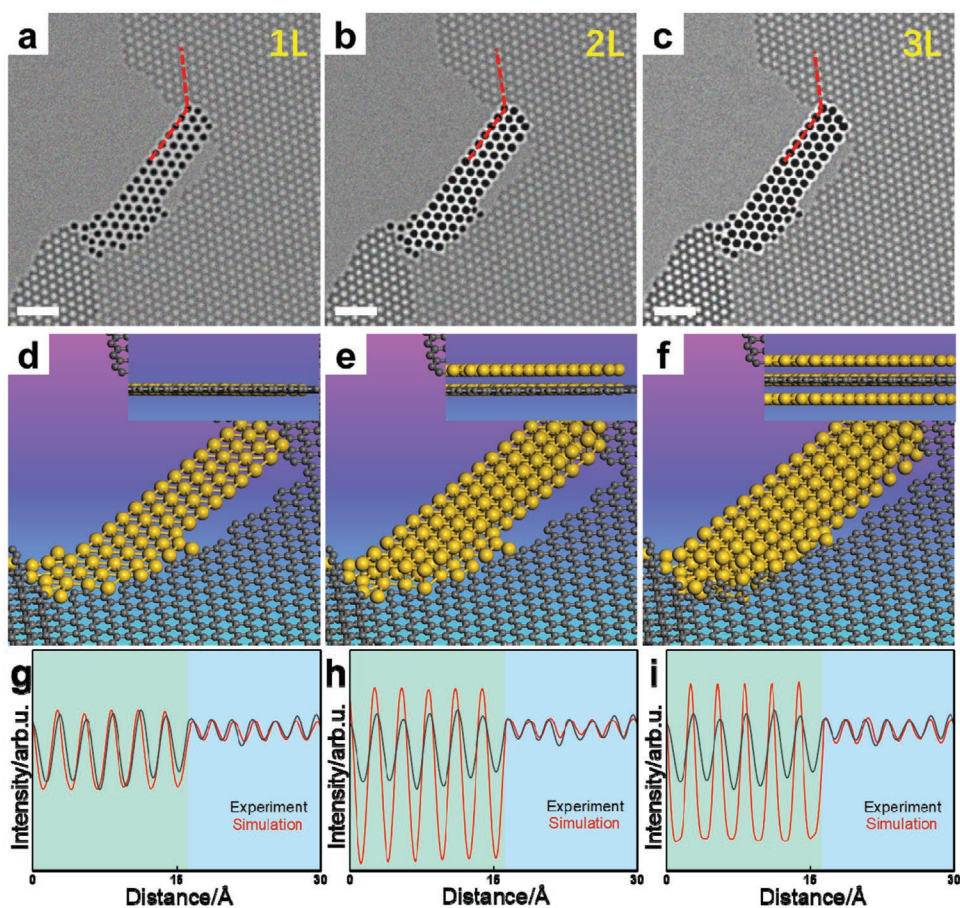 a
1L
b
2L
c
3L
d
e
f
g
Intensity/arb.u.
Experiment
Simulation
0
15
30
Distance/Å
h
Intensity/arb.u.
Experiment
Simulation
0
15
30
Distance/Å
i
Intensity/arb.u.
Experiment
Simulation
0
15
30
Distance/Å